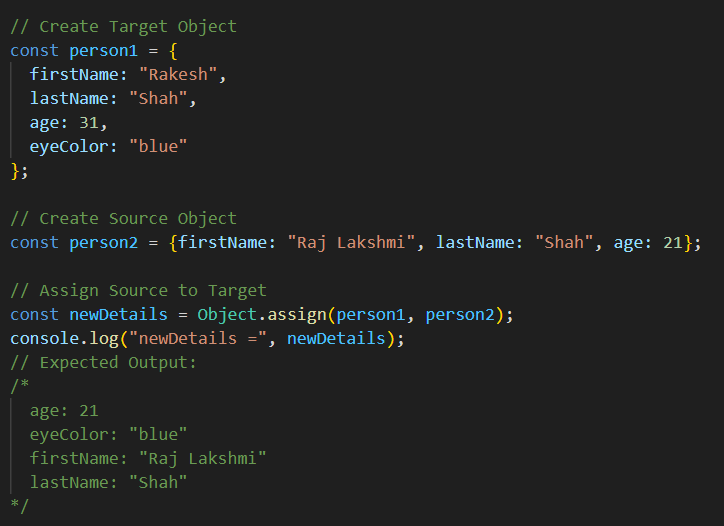 // Create Target Object
const person1 = {
  firstName: "Rakesh",
  lastName: "Shah",
  age: 31,
  eyeColor: "blue"
};
// Create Source Object
const person2 = {firstName: "Raj Lakshmi", lastName: "Shah", age: 21};
// Assign Source to Target
const newDetails = Object.assign(person1, person2);
console.log("newDetails =", newDetails);
// Expected Output:
/*
  age: 21
  eyeColor: "blue"
  firstName: "Raj Lakshmi"
  lastName: "Shah"
*/